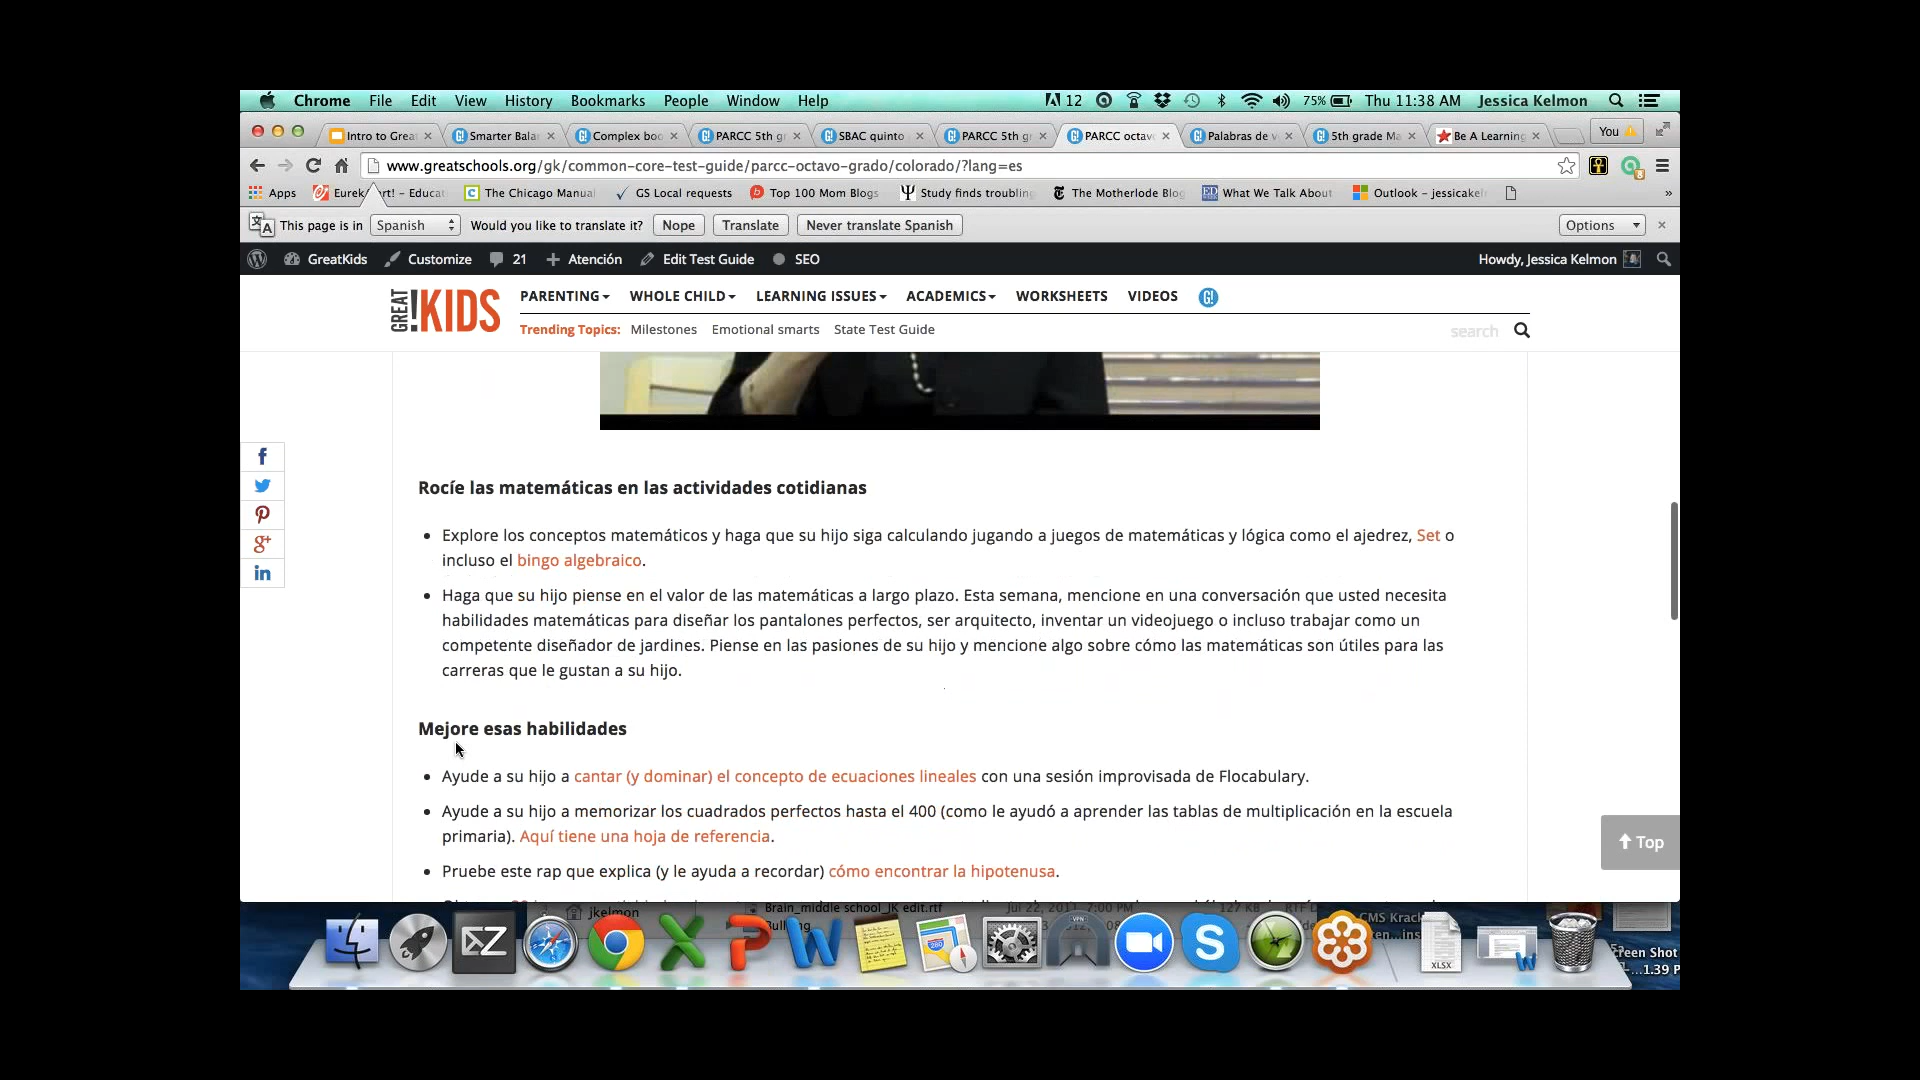 Chrome File Edit View History Bookmarks People Window Help 12 75% Thu 11:38 AM Jessica Kelmon
Intro to Grea Smarter Bala Complex boo PARCC 5th g SBAC quinto PARCC 5th g PARCC octav Palabras de v 5th grade Ma Be A Learning You
www.greatschools.org/gk/common-core-test-guide/parcc-octavo-grado/colorado/?lang=es
Apps Eurek rt! – Educat The Chicago Manual GS Local requests Top 100 Mom Blogs Study finds troubling The Motherlode Blog What We Talk About Outlook – jessicakel »
This page is in Spanish Would you like to translate it? Nope Translate Never translate Spanish Options
GreatKids Customize 21 Atención Edit Test Guide SEO Howdy, Jessica Kelmon
GREAT!KIDS
PARENTING WHOLE CHILD LEARNING ISSUES ACADEMICS WORKSHEETS VIDEOS G!
Trending Topics: Milestones Emotional smarts State Test Guide search
Rocíe las matemáticas en las actividades cotidianas
Explore los conceptos matemáticos y haga que su hijo siga calculando jugando a juegos de matemáticas y lógica como el ajedrez, Set o
incluso el bingo algebraico.
Haga que su hijo piense en el valor de las matemáticas a largo plazo. Esta semana, mencione en una conversación que usted necesita
habilidades matemáticas para diseñar los pantalones perfectos, ser arquitecto, inventar un videojuego o incluso trabajar como un
competente diseñador de jardines. Piense en las pasiones de su hijo y mencione algo sobre cómo las matemáticas son útiles para las
carreras que le gustan a su hijo.
Mejore esas habilidades
Ayude a su hijo a cantar (y dominar) el concepto de ecuaciones lineales con una sesión improvisada de Flocabulary.
Ayude a su hijo a memorizar los cuadrados perfectos hasta el 400 (como le ayudó a aprender las tablas de multiplicación en la escuela
primaria). Aquí tiene una hoja de referencia.
Top
Pruebe este rap que explica (y le ayuda a recordar) cómo encontrar la hipotenusa.
jkelmon Brain_middle school_JK edit.rtf
CMS Krack
XLSX
reen Shot
...1.39 P